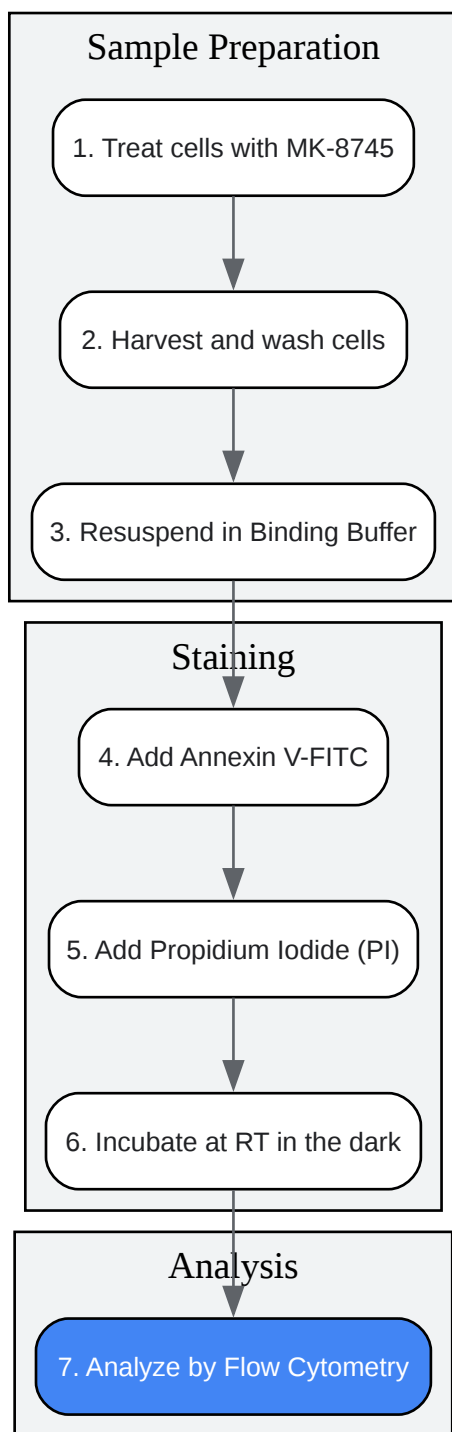 Sample Preparation
1. Treat cells with MK-8745
2. Harvest and wash cells
3. Resuspend in Binding Buffer
Staining
4. Add Annexin V-FITC
5. Add Propidium Iodide (PI)
6. Incubate at RT in the dark
Analysis
7. Analyze by Flow Cytometry